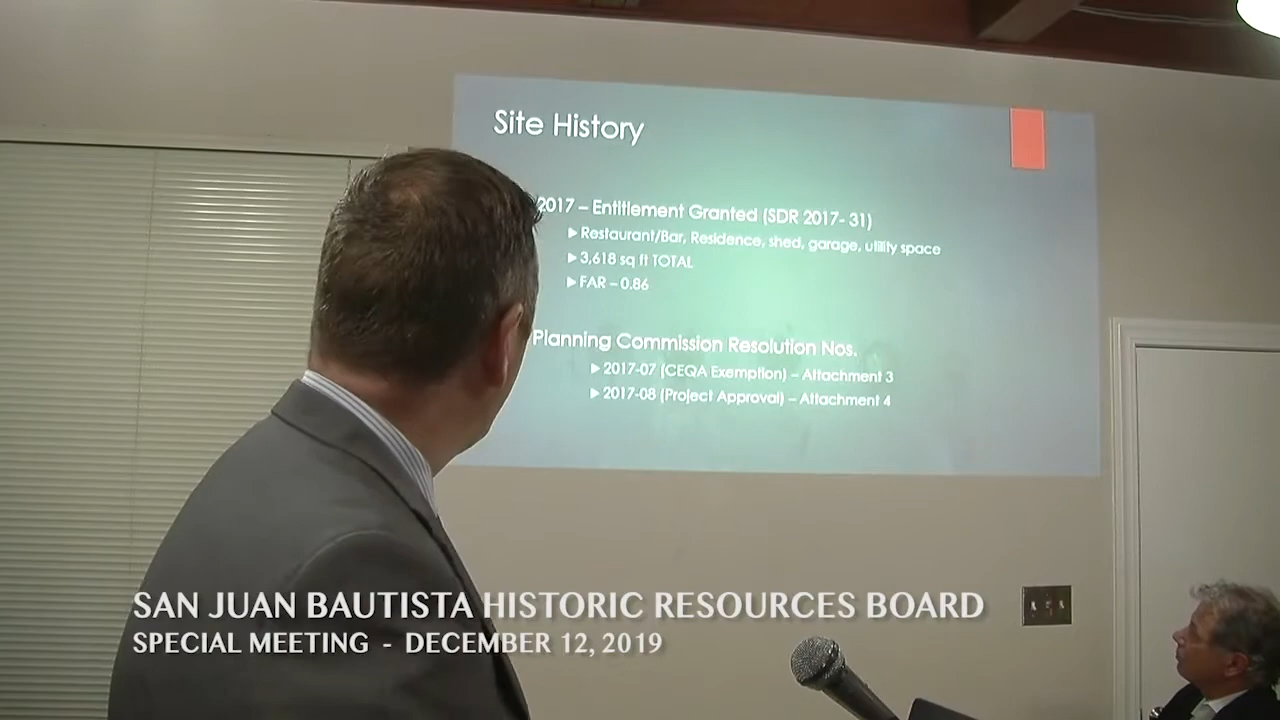 Site History
2017 – Entitlement Granted (SDR 2017- 31)
Restaurant/Bar, Residence, shed, garage, utility space
3,618 sq ft TOTAL
FAR – 0.86
Planning Commission Resolution Nos.
2017-07 (CEQA Exemption) – Attachment 3
2017-08 (Project Approval) – Attachment 4
SAN JUAN BAUTISTA HISTORIC RESOURCES BOARD
SPECIAL MEETING - DECEMBER 12, 2019